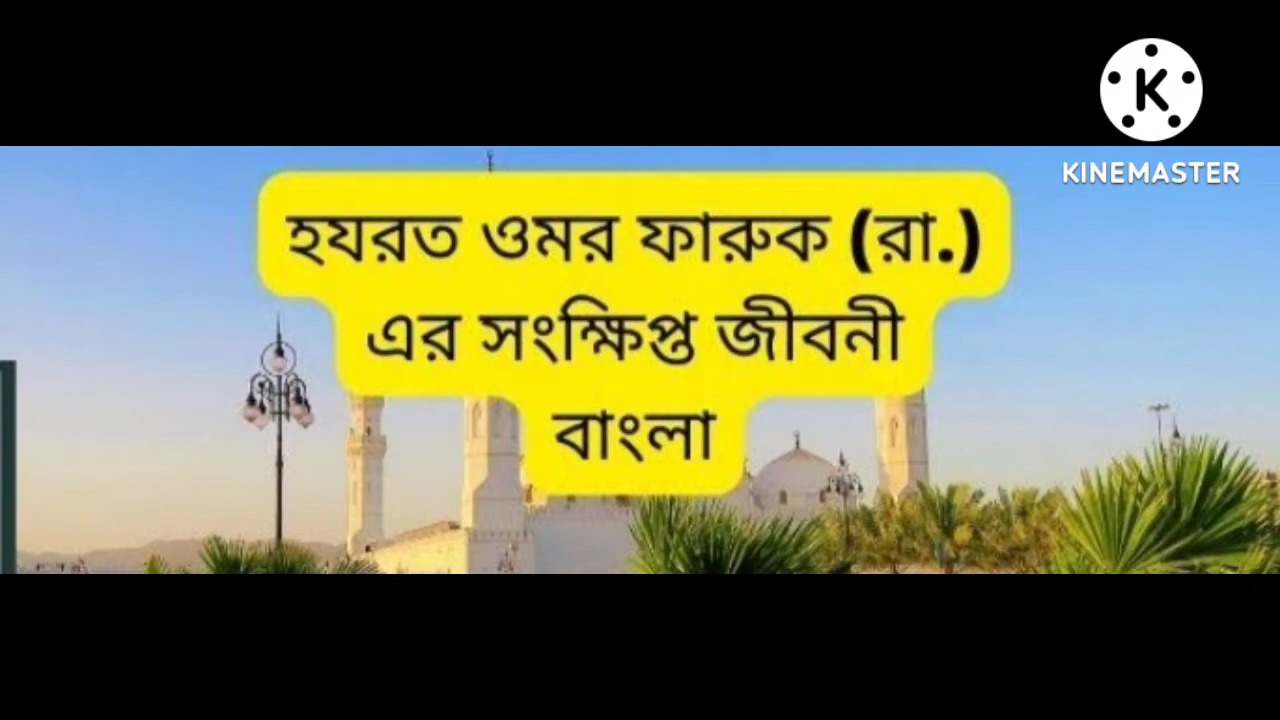 K
KINEMASTER
হযরত ওমর ফারুক (রা.)
এর সংক্ষিপ্ত জীবনী
বাংলা